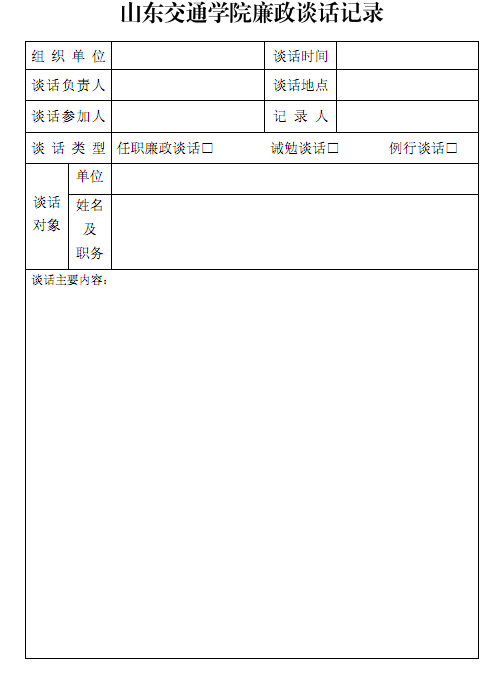 山东交通学院廉政谈话记录
组织单位 谈话时间
谈话负责人 谈话地点
谈话参加人 记录人
谈话类型 任职廉政谈话□ 诫勉谈话□ 例行谈话□
谈话对象 单位
姓名及职务
谈话主要内容：